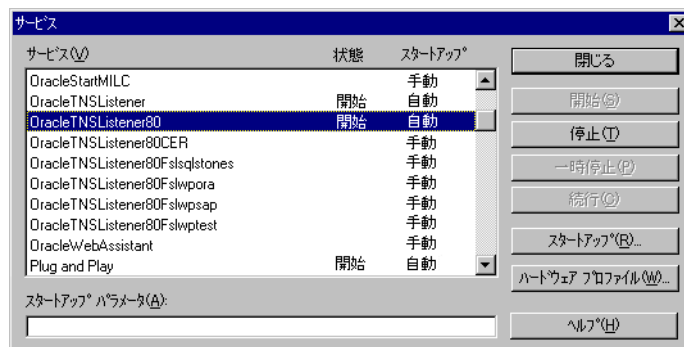 サービス
サービス(V) 状態 スタートアップ
OracleStartMILC 手動
OracleTNSListener 開始 自動
OracleTNSListener80 開始 自動
OracleTNSListener80CER 手動
OracleTNSListener80Fslsqlstones 手動
OracleTNSListener80Fslwpora 手動
OracleTNSListener80Fslwpsap 手動
OracleTNSListener80Fslwptest 手動
OracleWebAssistant 手動
Plug and Play 開始 自動
スタートアップ パラメータ(A):
閉じる
開始(S)
停止(T)
一時停止(P)
続行(C)
スタートアップ(R)...
ハードウェア プロファイル(W)...
ヘルプ(H)